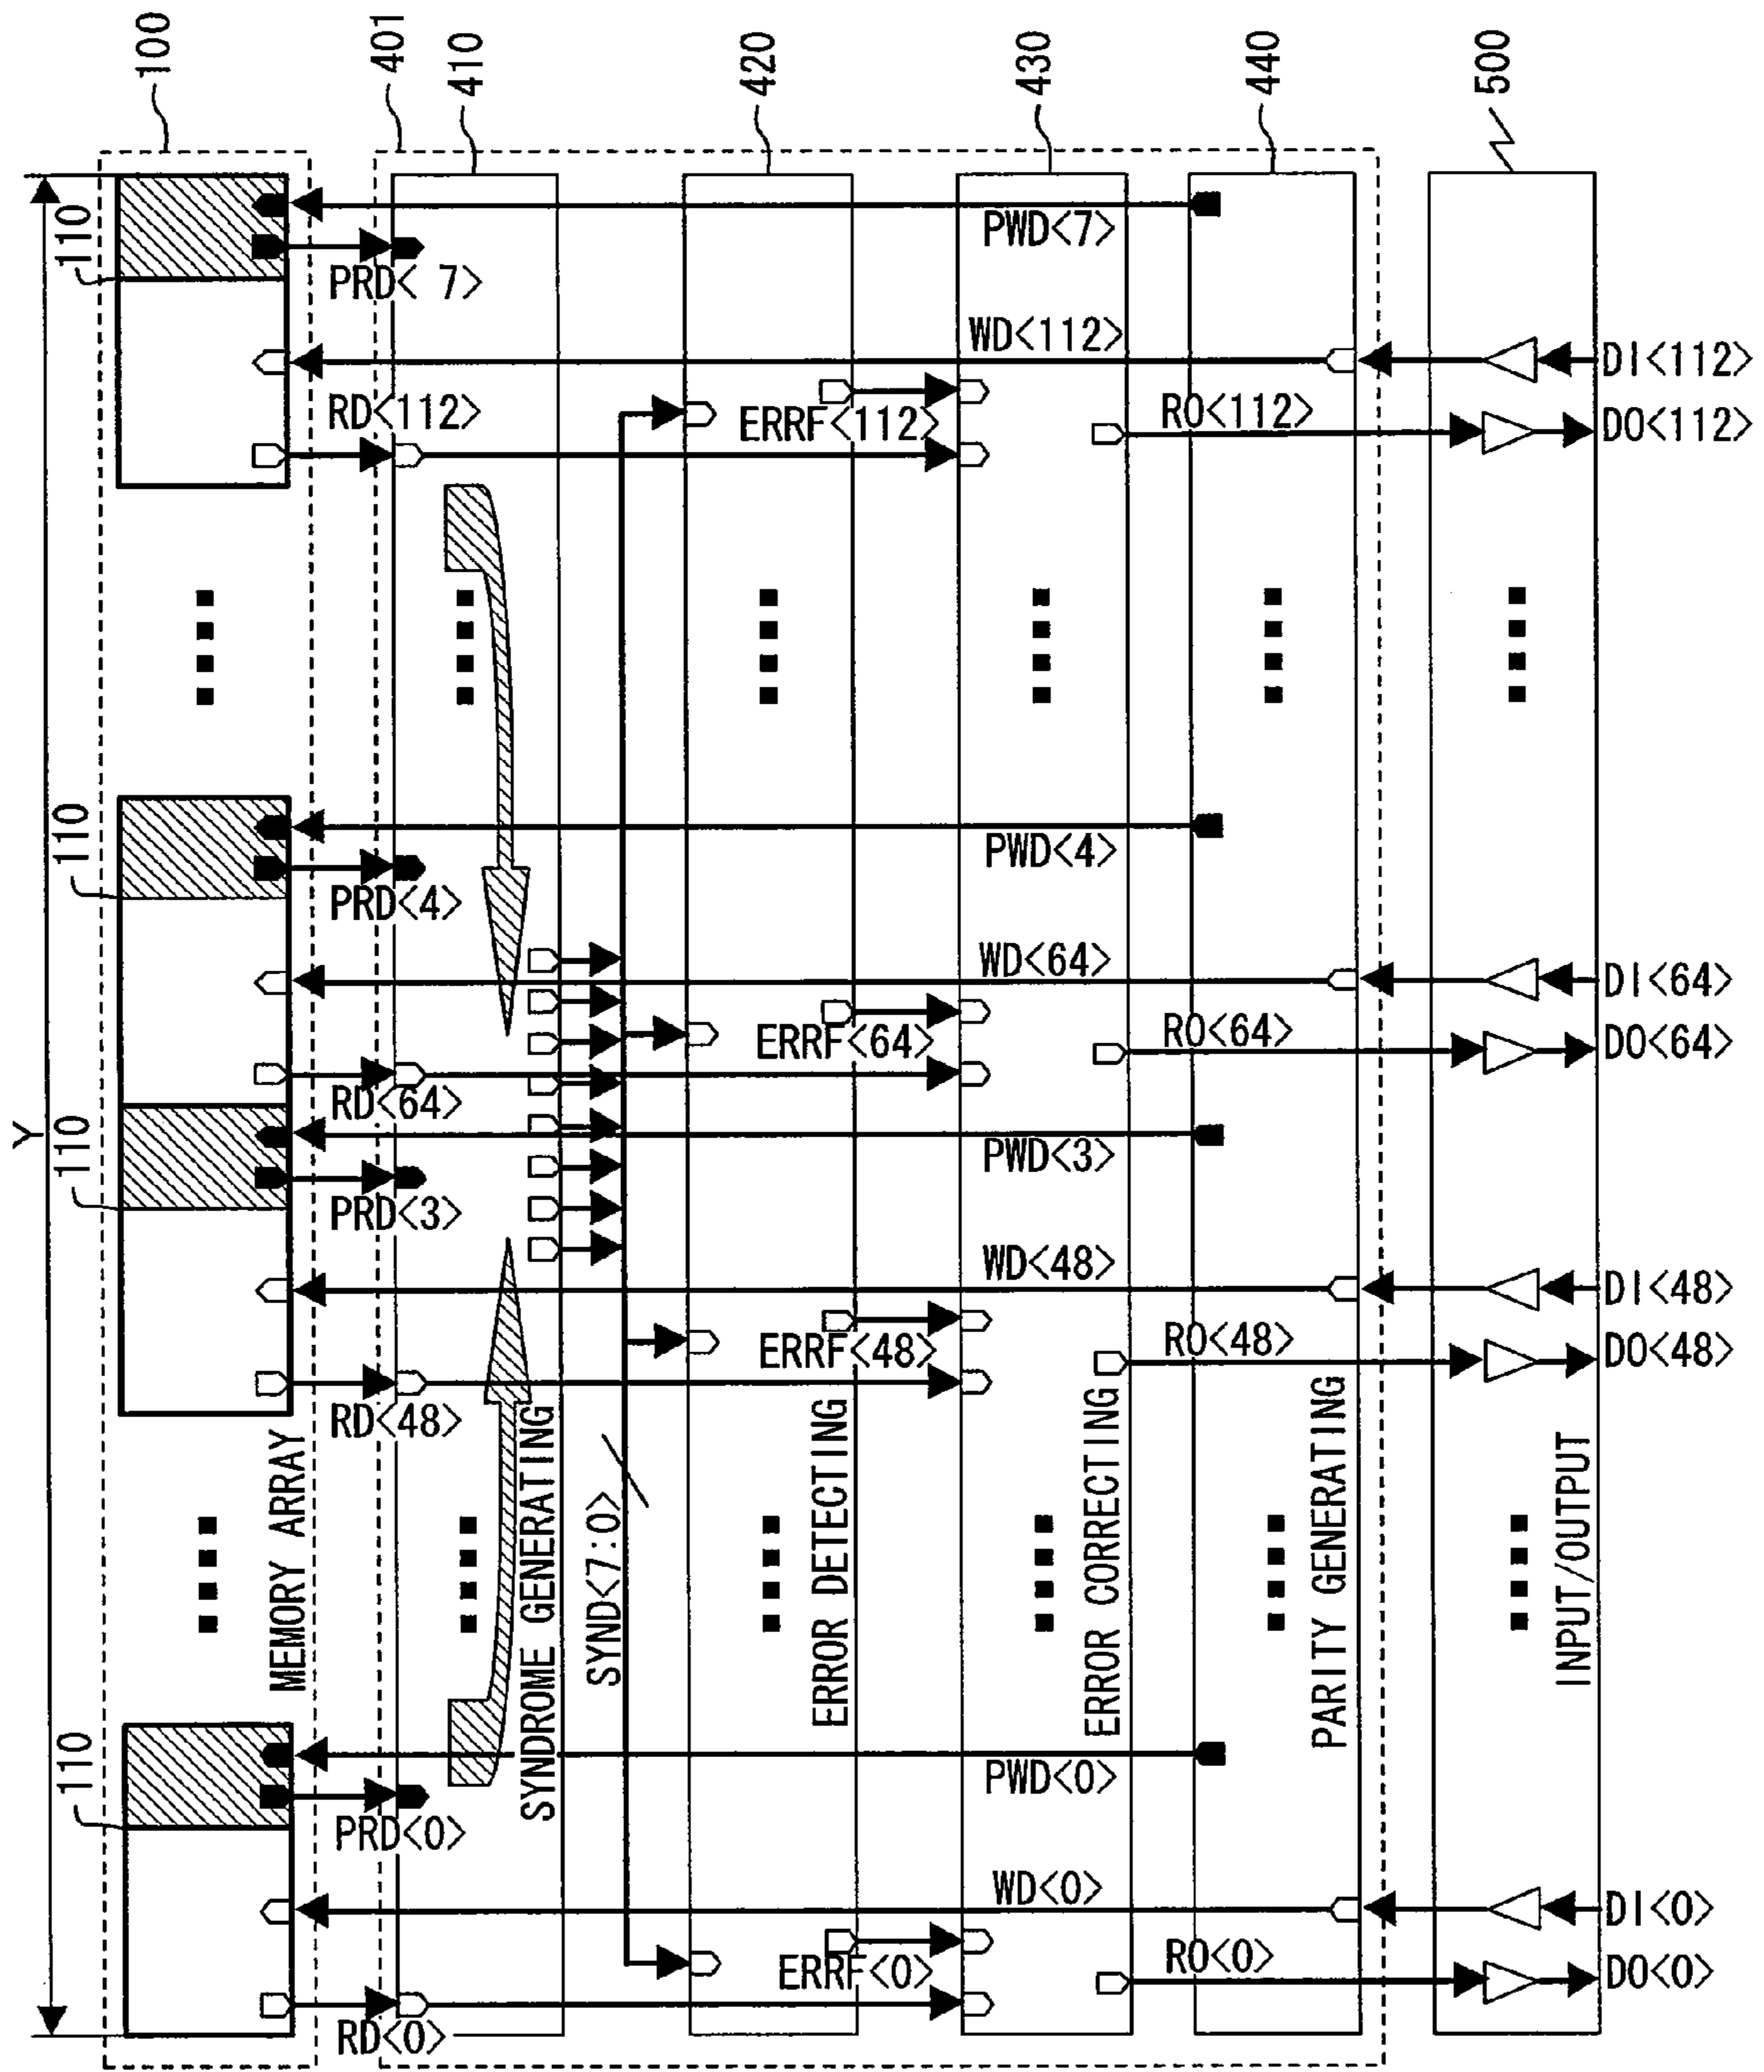 100
401
410
420
430
440
500
Y
110
110
110
110
PRD< 7>
PWD<7>
WD<112>
DI<112>
RD<112>
ERRF<112>
RO<112>
DO<112>
PRD<4>
PWD<4>
WD<64>
DI<64>
RD<64>
ERRF<64>
RO<64>
DO<64>
PRD<3>
PWD<3>
WD<48>
DI<48>
RD<48>
ERRF<48>
RO<48>
DO<48>
MEMORY ARRAY
SYNDROME GENERATING
SYND<7:0>
ERROR DETECTING
ERROR CORRECTING
PARITY GENERATING
INPUT/OUTPUT
PRD<0>
PWD<0>
WD<0>
DI<0>
RD<0>
ERRF<0>
RO<0>
DO<0>